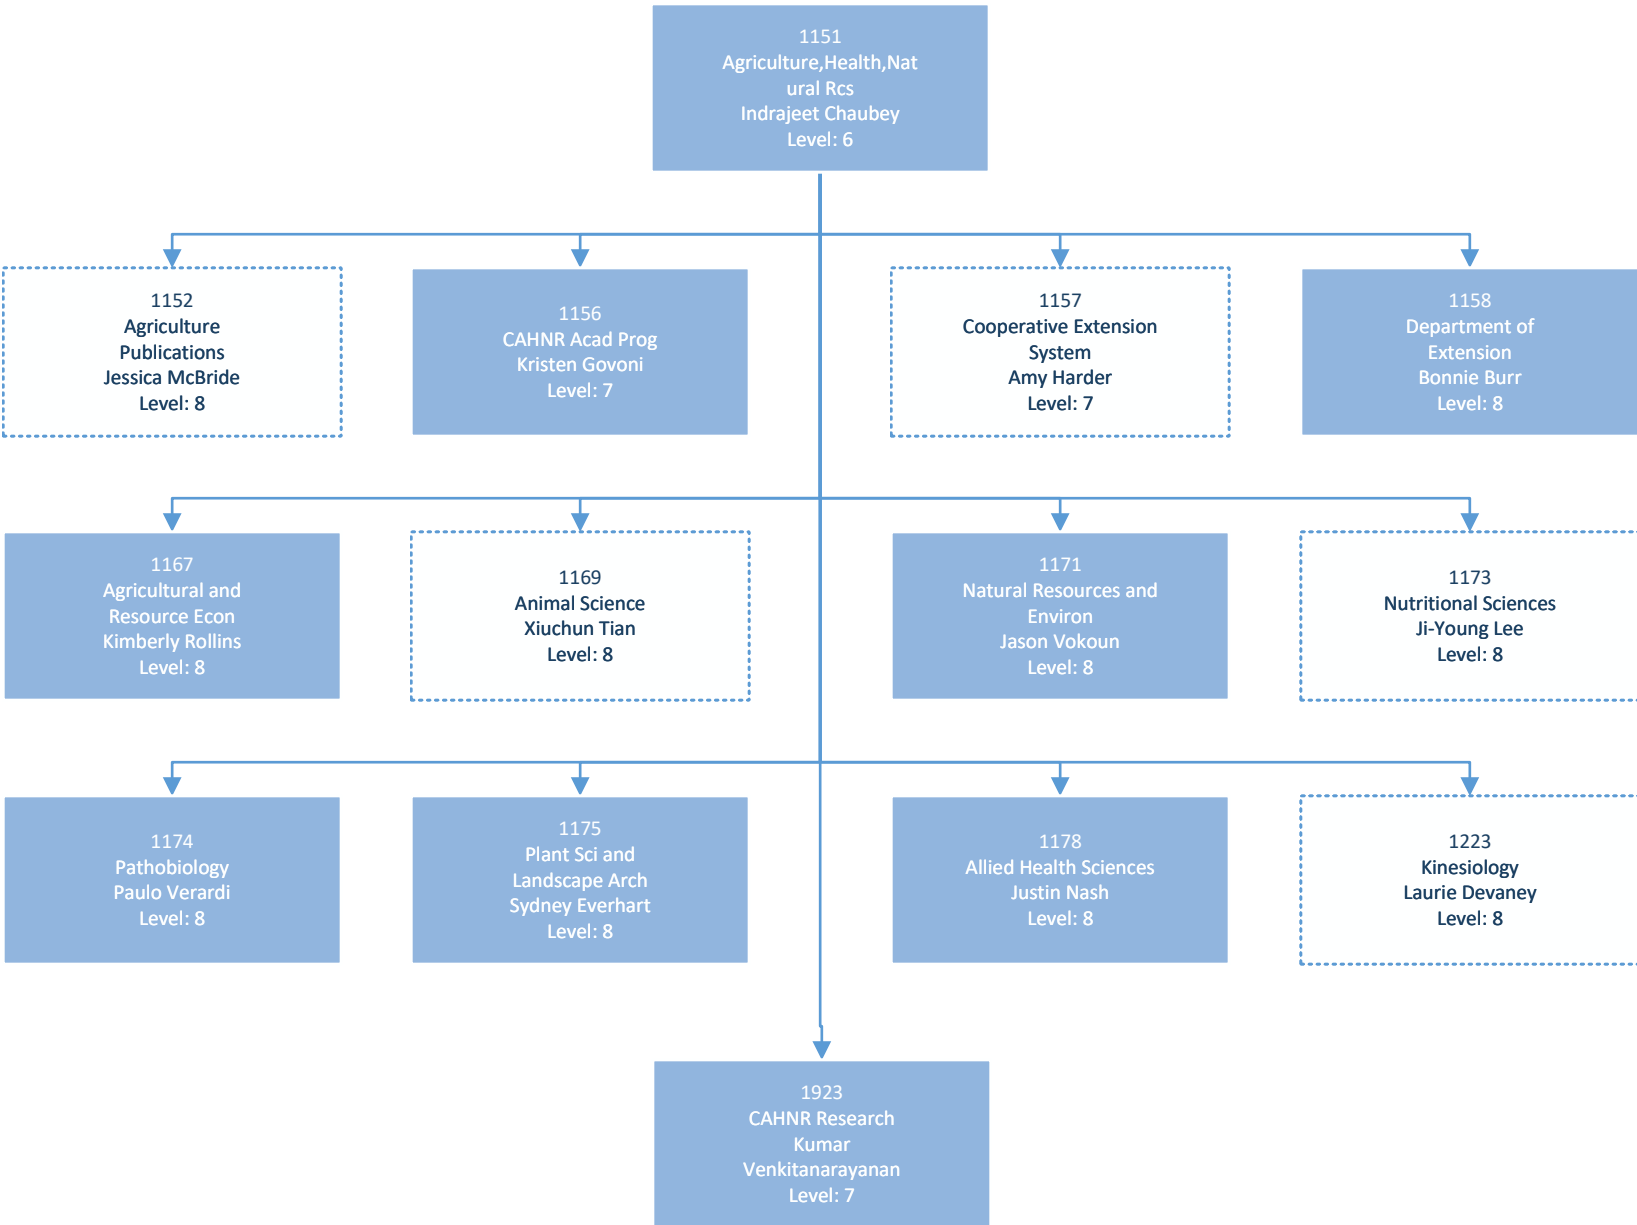 1151
Agriculture,Health,Nat
ural Rcs
Indrajeet Chaubey
Level: 6
1152
Agriculture
Publications
Jessica McBride
Level: 8
1156
CAHNR Acad Prog
Kristen Govoni
Level: 7
1157
Cooperative Extension
System
Amy Harder
Level: 7
1158
Department of
Extension
Bonnie Burr
Level: 8
1167
Agricultural and
Resource Econ
Kimberly Rollins
Level: 8
1169
Animal Science
Xiuchun Tian
Level: 8
1171
Natural Resources and
Environ
Jason Vokoun
Level: 8
1173
Nutritional Sciences
Ji-Young Lee
Level: 8
1174
Pathobiology
Paulo Verardi
Level: 8
1175
Plant Sci and
Landscape Arch
Sydney Everhart
Level: 8
1178
Allied Health Sciences
Justin Nash
Level: 8
1223
Kinesiology
Laurie Devaney
Level: 8
1923
CAHNR Research
Kumar
Venkitanarayanan
Level: 7